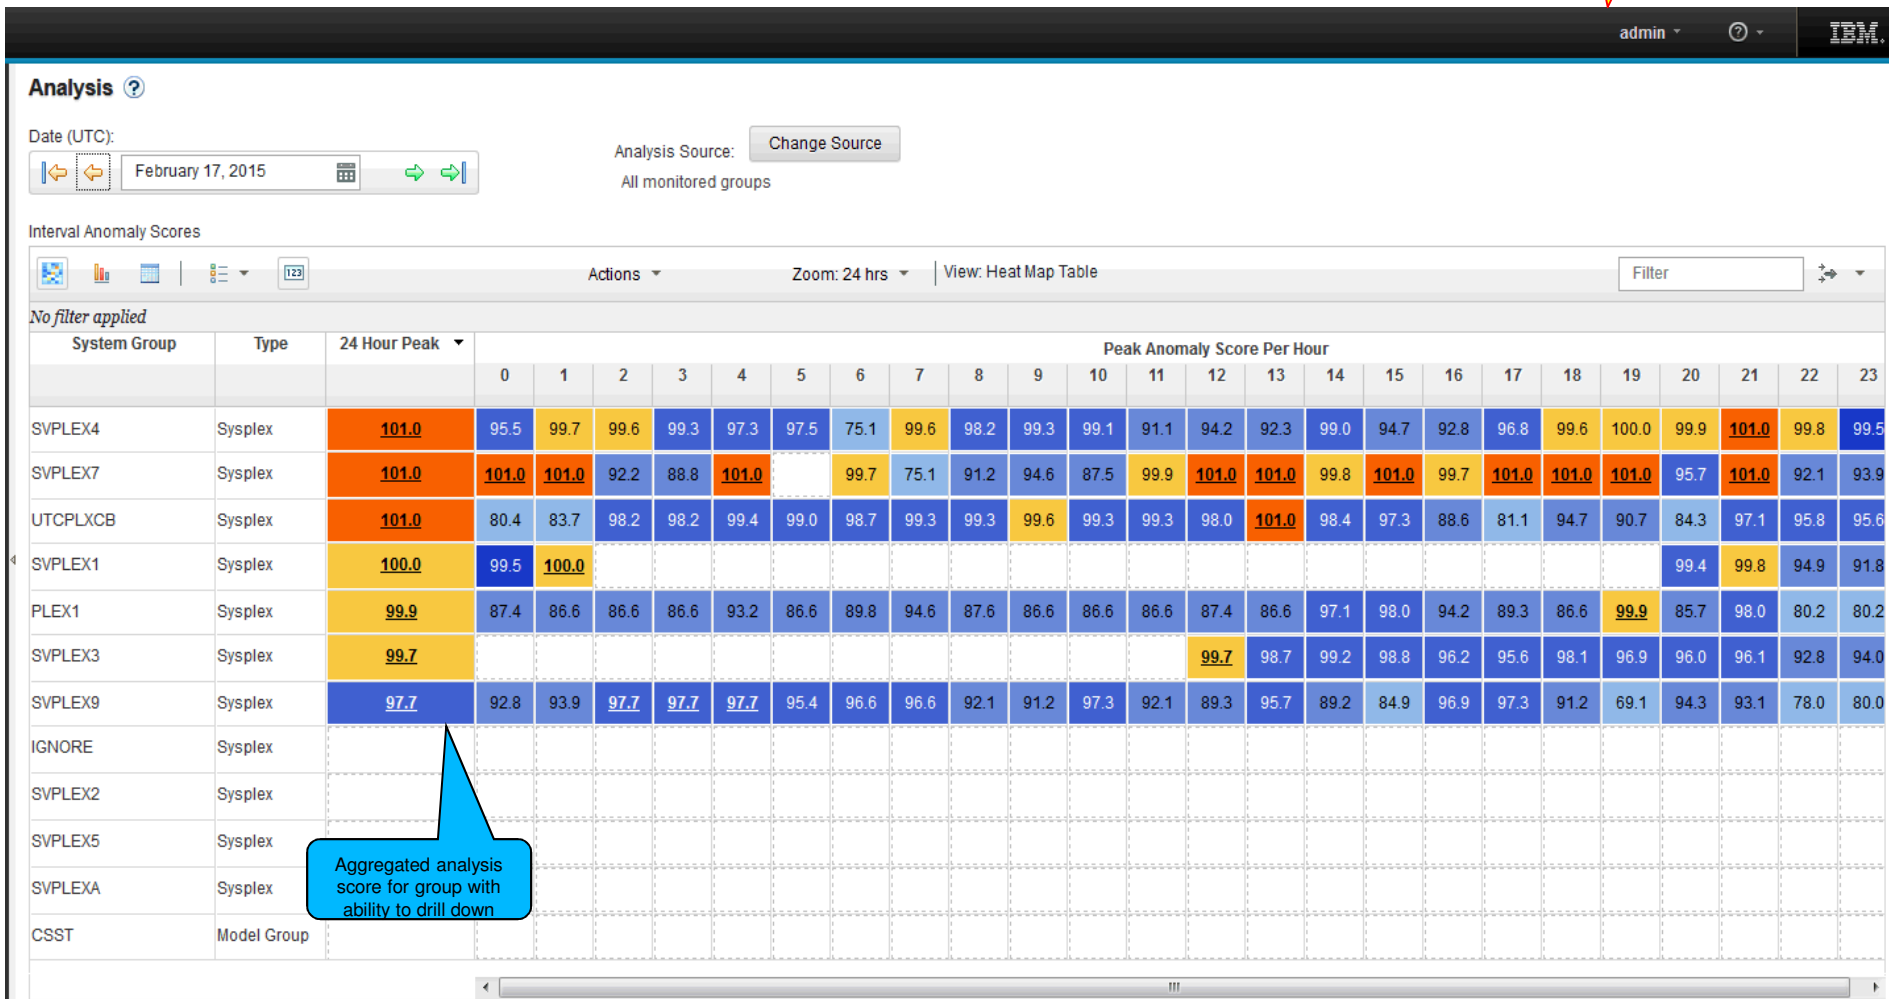 admin
IBM.
Analysis ?
Date (UTC):
February 17, 2015
Analysis Source: Change Source
All monitored groups
Interval Anomaly Scores
123 Actions Zoom: 24 hrs View: Heat Map Table Filter
No filter applied
System Group Type 24 Hour Peak Peak Anomaly Score Per Hour
0 1 2 3 4 5 6 7 8 9 10 11 12 13 14 15 16 17 18 19 20 21 22 23
SVPLEX4 Sysplex 101.0 95.5 99.7 99.6 99.3 97.3 97.5 75.1 99.6 98.2 99.3 99.1 91.1 94.2 92.3 99.0 94.7 92.8 96.8 99.6 100.0 99.9 101.0 99.8 99.5
SVPLEX7 Sysplex 101.0 101.0 101.0 92.2 88.8 101.0 99.7 75.1 91.2 94.6 87.5 99.9 101.0 101.0 99.8 101.0 99.7 101.0 101.0 101.0 95.7 101.0 92.1 93.9
UTCPLXCB Sysplex 101.0 80.4 83.7 98.2 98.2 99.4 99.0 98.7 99.3 99.3 99.6 99.3 99.3 98.0 101.0 98.4 97.3 88.6 81.1 94.7 90.7 84.3 97.1 95.8 95.6
SVPLEX1 Sysplex 100.0 99.5 100.0 99.4 99.8 94.9 91.8
PLEX1 Sysplex 99.9 87.4 86.6 86.6 86.6 93.2 86.6 89.8 94.6 87.6 86.6 86.6 86.6 87.4 86.6 97.1 98.0 94.2 89.3 86.6 99.9 85.7 98.0 80.2 80.2
SVPLEX3 Sysplex 99.7 99.7 98.7 99.2 98.8 96.2 95.6 98.1 96.9 96.0 96.1 92.8 94.0
SVPLEX9 Sysplex 97.7 92.8 93.9 97.7 97.7 97.7 95.4 96.6 96.6 92.1 91.2 97.3 92.1 89.3 95.7 89.2 84.9 96.9 97.3 91.2 69.1 94.3 93.1 78.0 80.0
IGNORE Sysplex
SVPLEX2 Sysplex
SVPLEX5 Sysplex
SVPLEXA Sysplex
CSST Model Group
Aggregated analysis
score for group with
ability to drill down